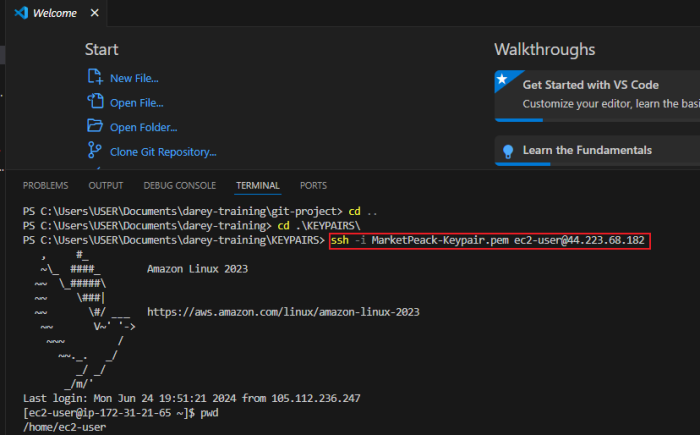 Welcome
Start
New File...
Open File...
Open Folder...
Clone Git Repository...
Walkthroughs
Get Started with VS Code
Customize your editor, learn the basi
Learn the Fundamentals
PROBLEMS OUTPUT DEBUG CONSOLE TERMINAL PORTS
PS C:\Users\USER\Documents\darey-training\git-project> cd ..
PS C:\Users\USER\Documents\darey-training> cd .\KEYPAIRS\
PS C:\Users\USER\Documents\darey-training\KEYPAIRS> ssh -i MarketPeack-Keypair.pem ec2-user@44.223.68.182
   ,     #_
   ~\_  ####_        Amazon Linux 2023
  ~~  \_#####\
  ~~     \###|
  ~~       \#/ ___   https://aws.amazon.com/linux/amazon-linux-2023
   ~~       V~' '->
    ~~~         /
      ~~._.   _/
         _/ _/
       _/m/'
Last login: Mon Jun 24 19:51:21 2024 from 105.112.236.247
[ec2-user@ip-172-31-21-65 ~]$ pwd
/home/ec2-user